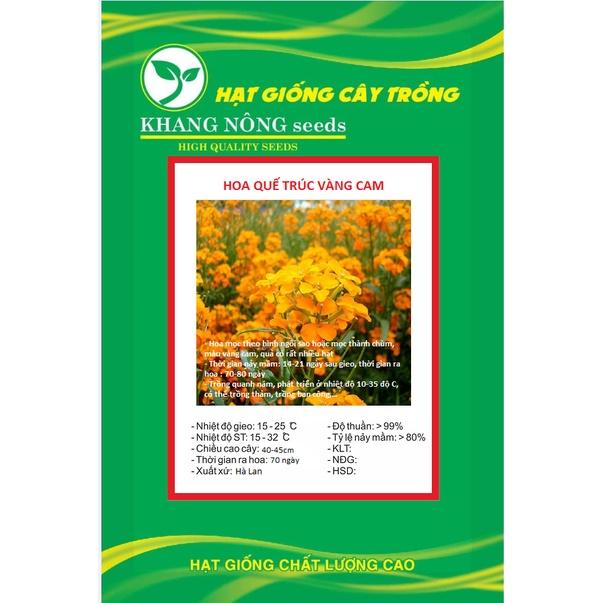 HẠT GIỐNG CÂY TRỒNG
KHANG NÔNG seeds
HIGH QUALITY SEEDS
HOA QUẾ TRÚC VÀNG CAM
- Hoa mọc theo hình ngôi sao hoặc mọc thành chùm,
màu vàng cam, quả có rất nhiều hạt
- Thời gian nảy mầm: 14-21 ngày sau gieo, thời gian ra
hoa : 70-80 ngày
- Trồng quanh năm, phát triển ở nhiệt độ 10-35 độ C,
có thể trồng thảm, trồng ban công...
- Nhiệt độ gieo: 15 - 25 ℃
- Nhiệt độ ST: 15 - 32 ℃
- Chiều cao cây: 40-45cm
- Thời gian ra hoa: 70 ngày
- Xuất xứ: Hà Lan
- Độ thuần: > 99%
- Tỷ lệ nảy mầm: > 80%
- KLT:
- NĐG:
- HSD:
HẠT GIỐNG CHẤT LƯỢNG CAO